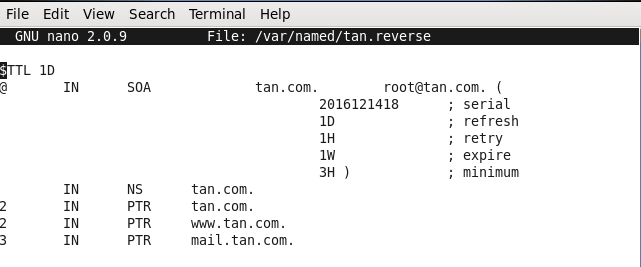 File Edit View Search Terminal Help
GNU nano 2.0.9 File: /var/named/tan.reverse
$TTL 1D
@ IN SOA tan.com. root@tan.com. (
2016121418 ; serial
1D ; refresh
1H ; retry
1W ; expire
3H ) ; minimum
IN NS tan.com.
2 IN PTR tan.com.
2 IN PTR www.tan.com.
3 IN PTR mail.tan.com.